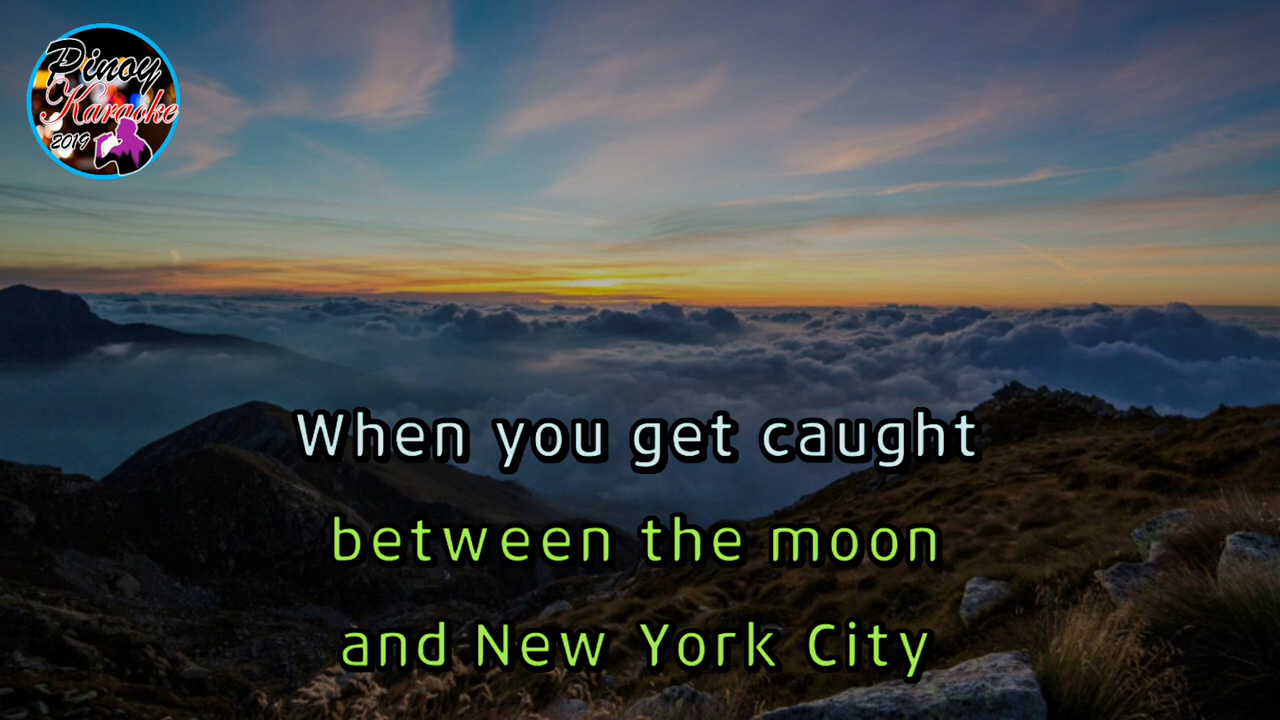 Pinoy
Karaoke
2019
When you get caught
between the moon
and New York City